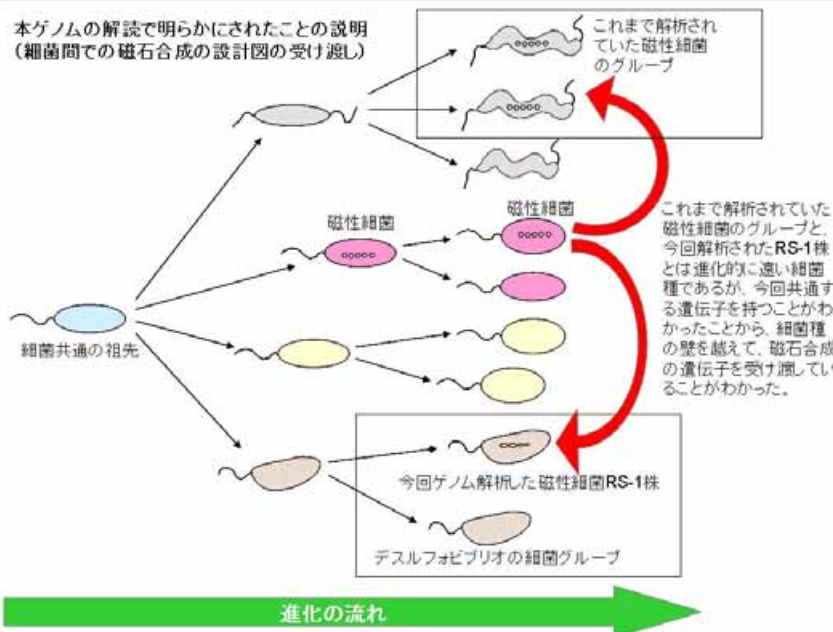 本ゲノムの解読で明らかにされたことの説明
(細菌間での磁石合成の設計図の受け渡し)
これまで解析され
ていた磁性細菌
のグループ
磁性細菌
磁性細菌
これまで解析されていた
磁性細菌のグループと、
今回解析されたRS-1株
とは進化的に遠い細菌
種であるが、今回共通す
る遺伝子を持つことがわ
かったことから、細菌種
の壁を越えて、磁石合成
の遺伝子を受け渡してい
ることがわかった。
細菌共通の祖先
今回ゲノム解析した磁性細菌RS-1株
デスルフォビブリオの細菌グループ
進化の流れ